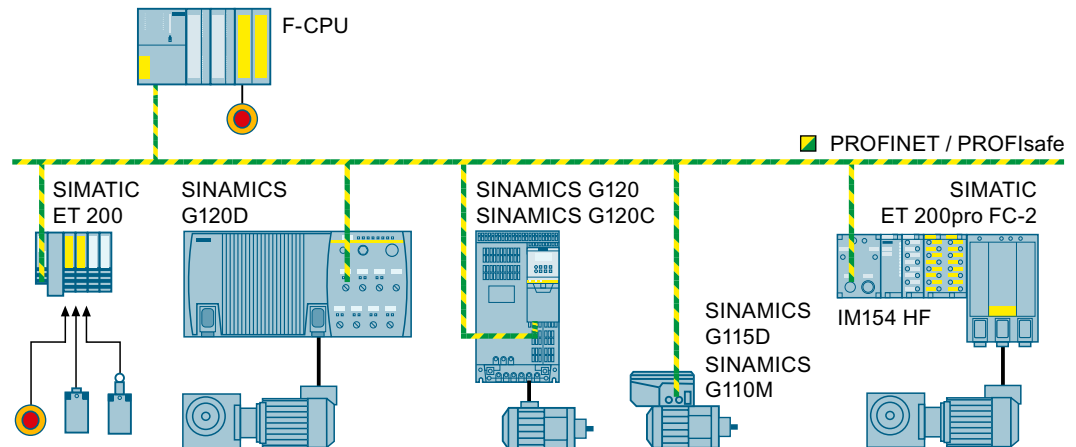 F-CPU
PROFINET / PROFIsafe
SIMATIC
ET 200
SINAMICS
G120D
SINAMICS G120
SINAMICS G120C
SINAMICS
G115D
SINAMICS
G110M
SIMATIC
ET 200pro FC-2
IM154 HF